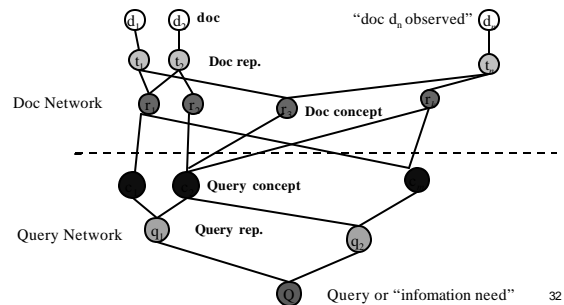 d1 d2 doc "doc dn observed" dn
t1 t2 Doc rep. tn
Doc Network r1 r2 r3 Doc concept
Query concept
Query Network q1 Query rep. q2
Q Query or "infomation need" 32